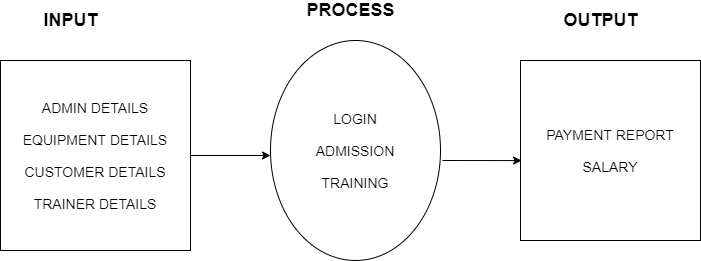 INPUT
PROCESS
OUTPUT
ADMIN DETAILS
EQUIPMENT DETAILS
CUSTOMER DETAILS
TRAINER DETAILS
LOGIN
ADMISSION
TRAINING
PAYMENT REPORT
SALARY